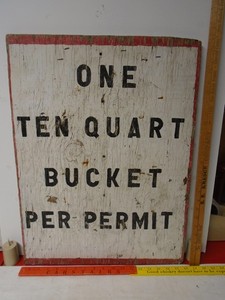 ONE
TEN QUART
BUCKET
PER PERMIT